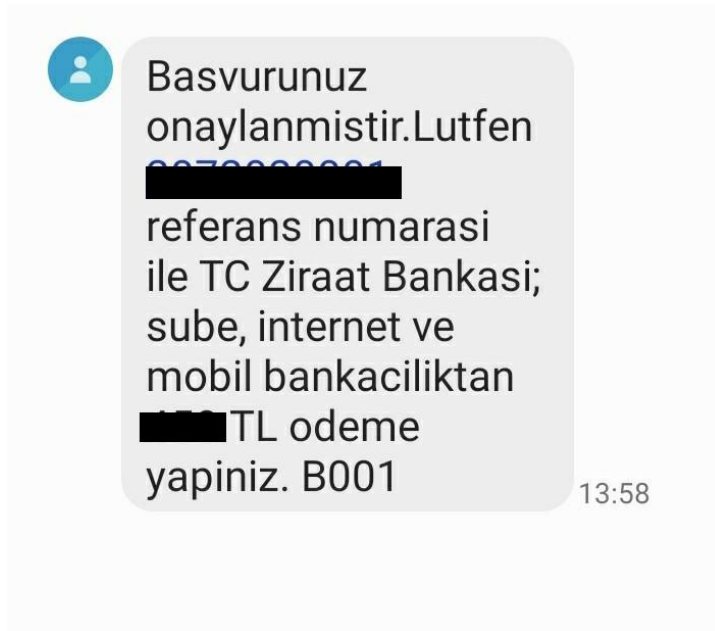 Basvurunuz
onaylanmistir.Lutfen
referans numarasi
ile TC Ziraat Bankasi;
sube, internet ve
mobil bankaciliktan
TL odeme
yapiniz. B001
13:58